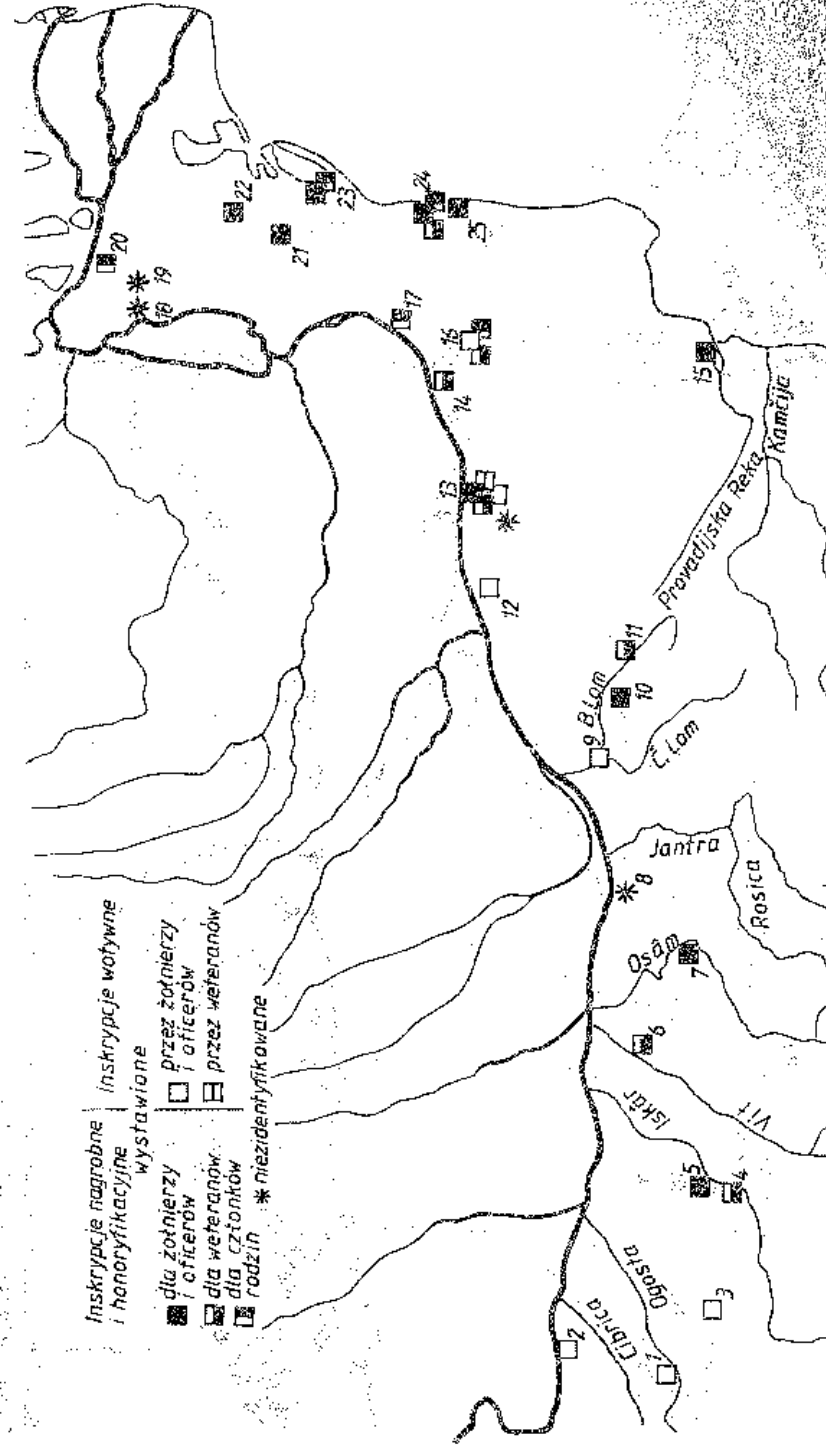 Inskrypcje nagrobne
i honoryfikacyjne
inskrypcje wotywne
wystawione
dla żołnierzy
i oficerów
dla weteranów
dla członków
rodzin
przez żołnierzy
i oficerów
przez weteranów
niezidentyfikowane
1
2
3
4
5
6
7
8
9
10
11
12
13
14
15
16
17
18
19
20
21
22
23
24
25
Cibrica
Ogosta
Iskăr
Vit
Osăm
Jantra
Rosica
B. Lom
Č. Lom
Provadijska Reka
Kamčija